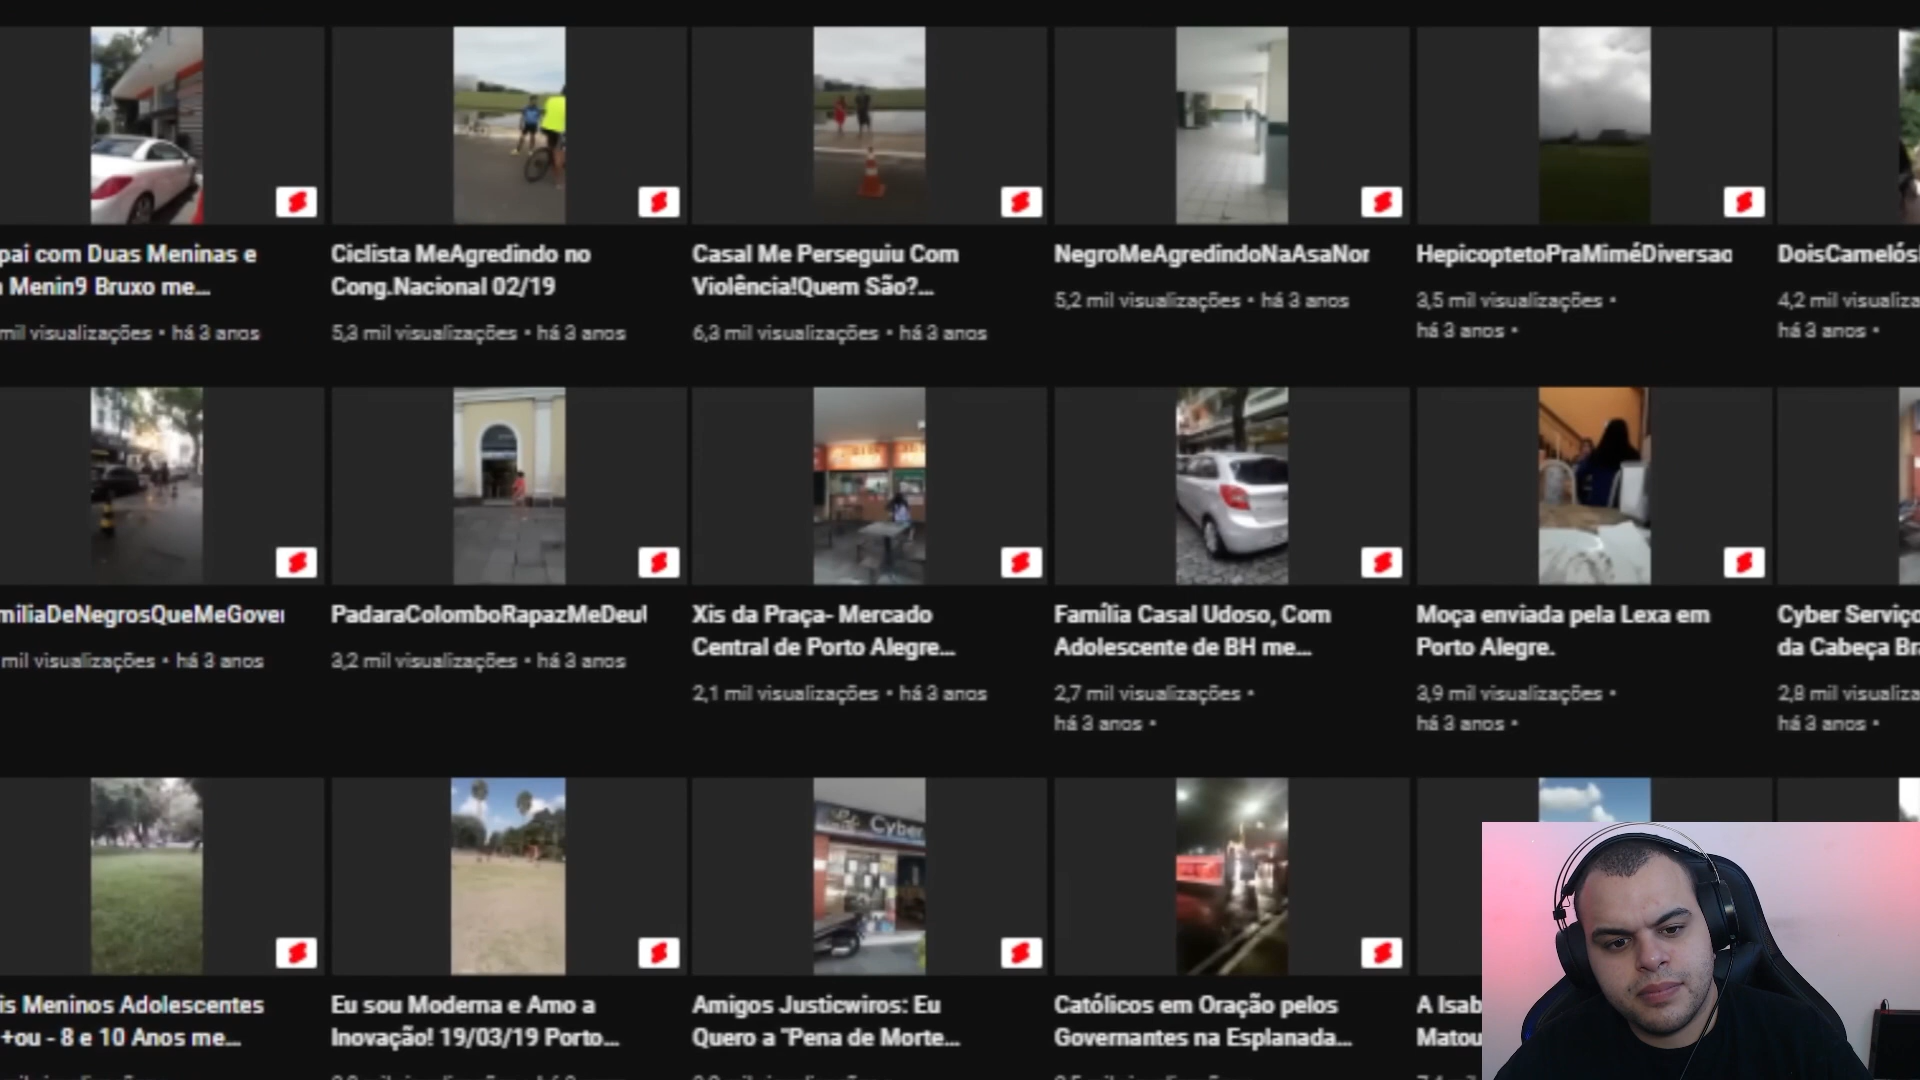 pai com Duas Meninas e
Menin9 Bruxo me...
mil visualizações • há 3 anos
Ciclista MeAgredindo no
Cong.Nacional 02/19
5,3 mil visualizações • há 3 anos
Casal Me Perseguiu Com
Violência!Quem São?...
6,3 mil visualizações • há 3 anos
NegroMeAgredindoNaAsaNor
5,2 mil visualizações • há 3 anos
HepicoptetoPraMiméDiversao
3,5 mil visualizações •
há 3 anos •
DoisCamelós
4,2 mil visualiza
há 3 anos •
miliaDeNegrosQueMeGover
mil visualizações • há 3 anos
PadaraColomboRapazMeDeu
3,2 mil visualizações • há 3 anos
Xis da Praça- Mercado
Central de Porto Alegre...
2,1 mil visualizações • há 3 anos
Família Casal Udoso, Com
Adolescente de BH me...
2,7 mil visualizações •
há 3 anos •
Moça enviada pela Lexa em
Porto Alegre.
3,9 mil visualizações •
há 3 anos •
Cyber Serviço
da Cabeça Bra
2,8 mil visualiza
há 3 anos •
Cyber
is Meninos Adolescentes
+ou - 8 e 10 Anos me...
Eu sou Moderna e Amo a
Inovação! 19/03/19 Porto...
Amigos Justicwiros: Eu
Quero a "Pena de Morte...
Católicos em Oração pelos
Governantes na Esplanada...
A Isab
Matou